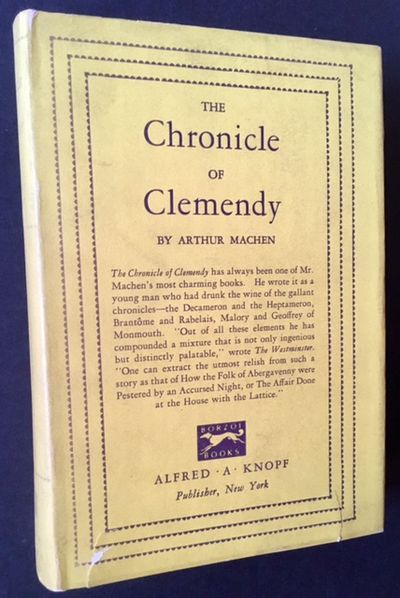 THE
Chronicle
OF
Clemendy
BY ARTHUR MACHEN
The Chronicle of Clemendy has always been one of Mr.
Machen's most charming books. He wrote it as a
young man who had drunk the wine of the gallant
chronicles—the Decameron and the Heptameron,
Brantôme and Rabelais, Malory and Geoffrey of
Monmouth. "Out of all these elements he has
compounded a mixture that is not only ingenious
but distinctly palatable," wrote The Westminster.
"One can extract the utmost relish from such a
story as that of How the Folk of Abergavenny were
Pestered by an Accursed Night, or The Affair Done
at the House with the Lattice."
BORZOI
BOOKS
ALFRED · A · KNOPF
Publisher, New York